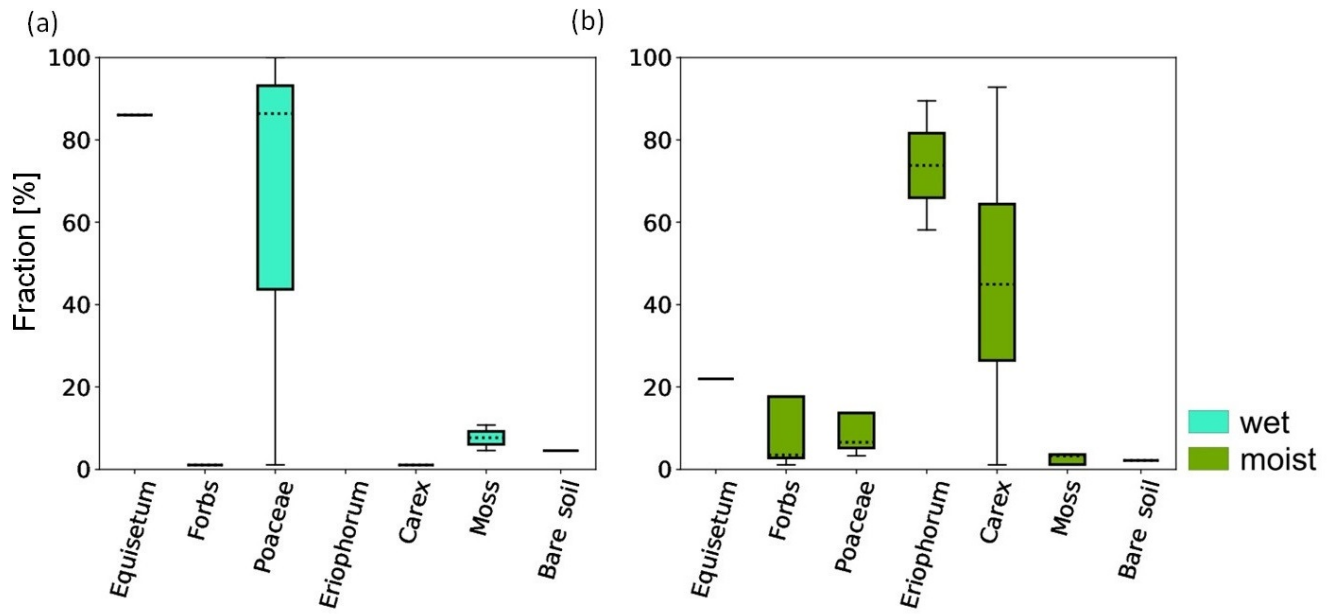 (a)
(b)
Fraction [%]
100
80
60
40
20
0
Equisetum
Forbs
Poaceae
Eriophorum
Carex
Moss
Bare soil
100
80
60
40
20
0
Equisetum
Forbs
Poaceae
Eriophorum
Carex
Moss
Bare soil
wet
moist